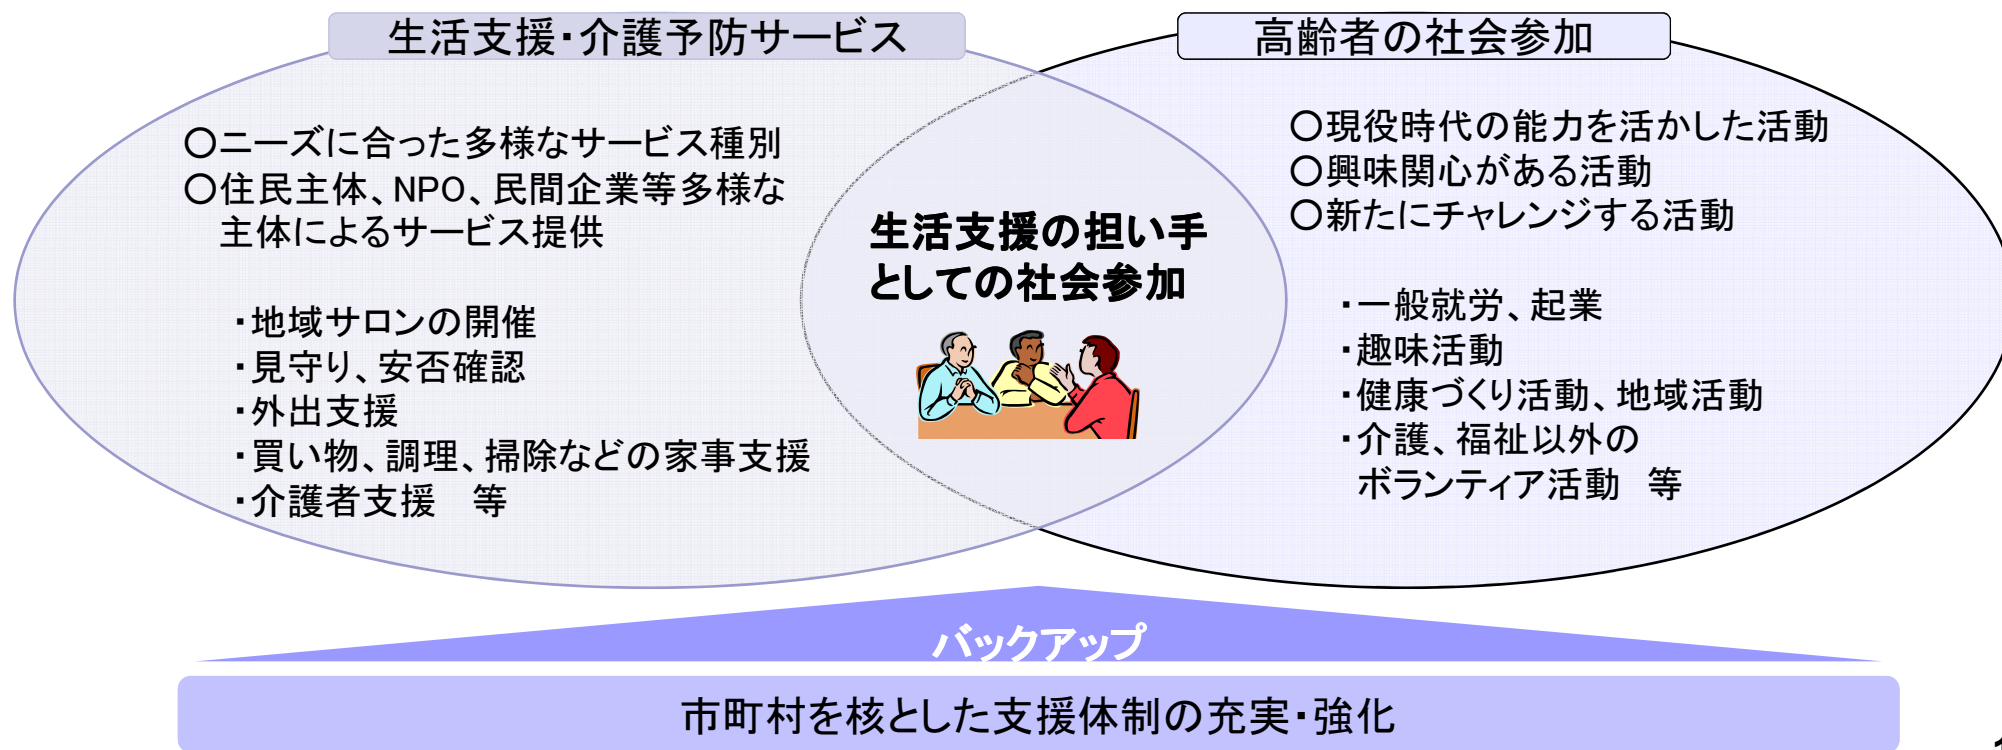 生活支援・介護予防サービス
○ニーズに合った多様なサービス種別
○住民主体、NPO、民間企業等多様な
主体によるサービス提供
・地域サロンの開催
・見守り、安否確認
・外出支援
・買い物、調理、掃除などの家事支援
・介護者支援　等
生活支援の担い手
としての社会参加
高齢者の社会参加
○現役時代の能力を活かした活動
○興味関心がある活動
○新たにチャレンジする活動
・一般就労、起業
・趣味活動
・健康づくり活動、地域活動
・介護、福祉以外の
ボランティア活動　等
バックアップ
市町村を核とした支援体制の充実・強化